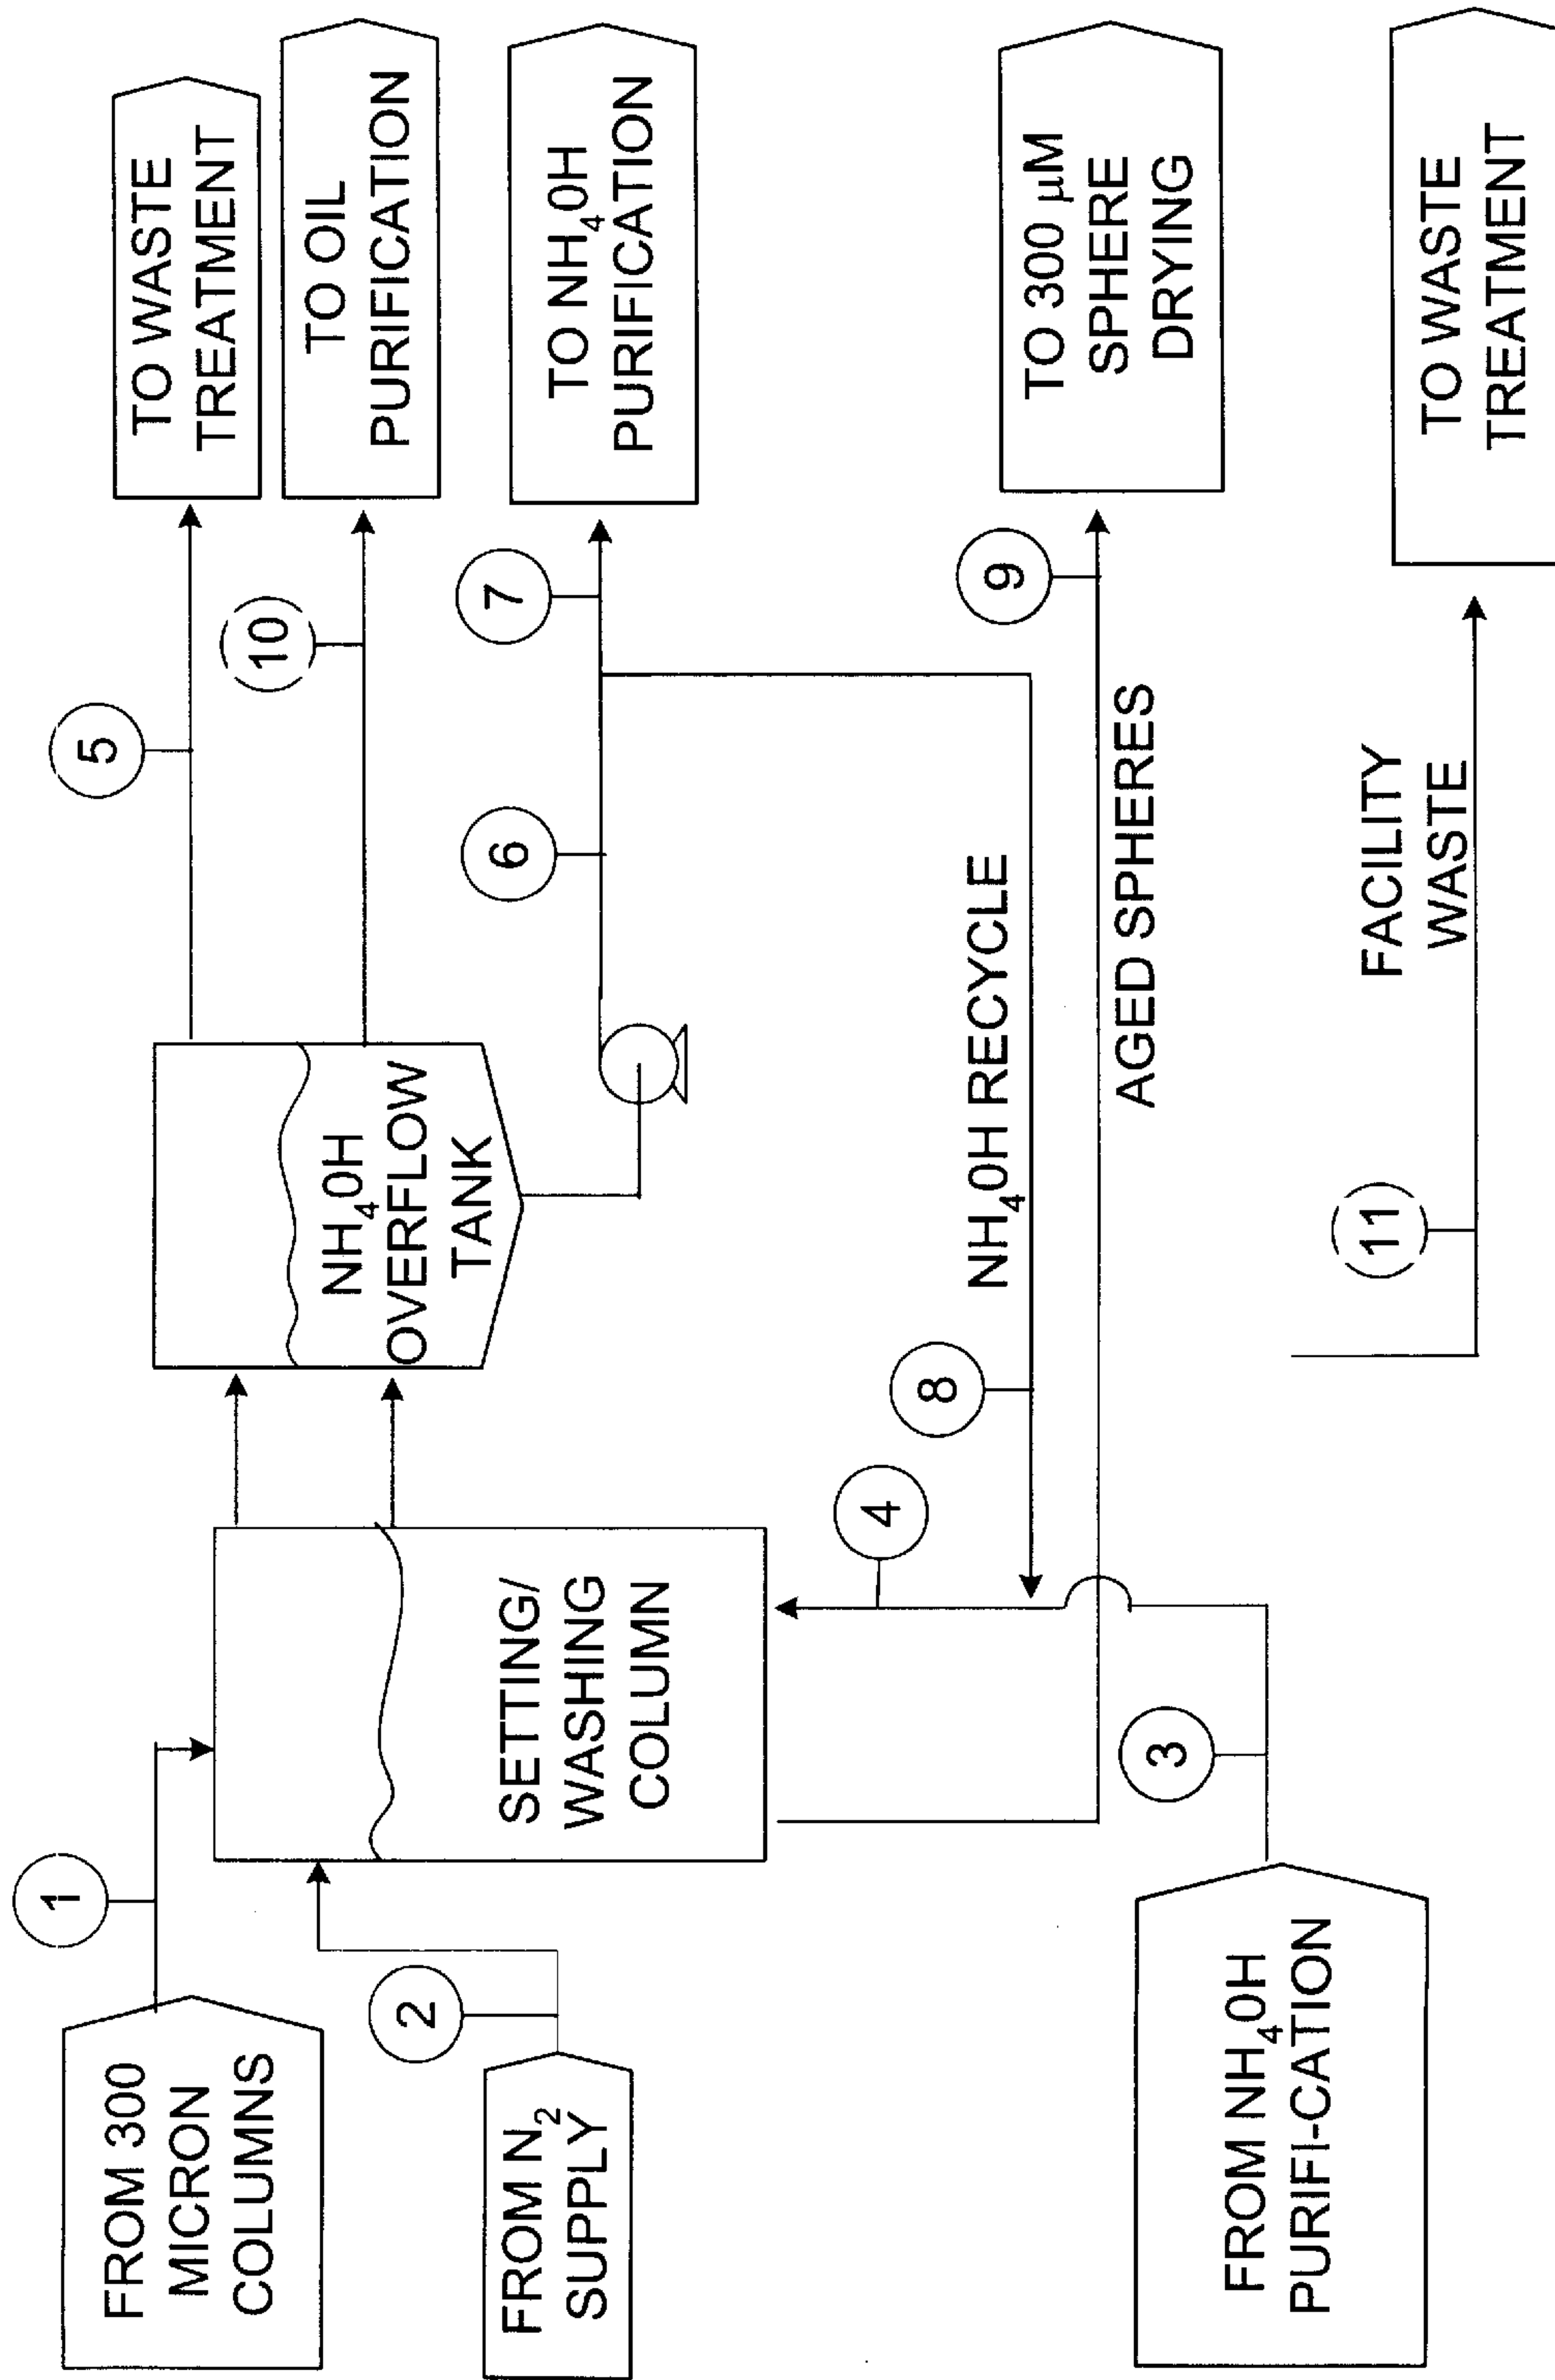 FROM 300
MICRON
COLUMNS
1
FROM N2
SUPPLY
2
SETTING/
WASHING
COLUMN
FROM NH40H
PURIFI-CATION
3
4
8
NH40H
OVERFLOW
TANK
5
TO WASTE
TREATMENT
10
TO OIL
PURIFICATION
6
7
TO NH40H
PURIFICATION
NH40H RECYCLE
AGED SPHERES
9
TO 300 μM
SPHERE
DRYING
11
FACILITY
WASTE
TO WASTE
TREATMENT